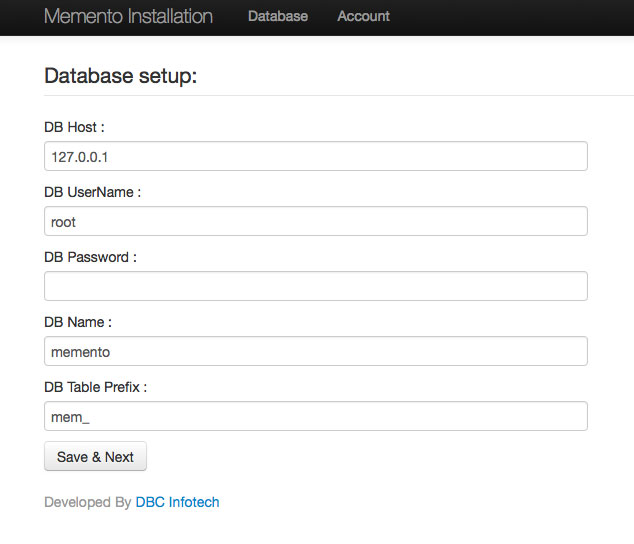 Memento Installation Database Account
Database setup:
DB Host :
127.0.0.1
DB UserName :
root
DB Password :
DB Name :
memento
DB Table Prefix :
mem_
Save & Next
Developed By DBC Infotech